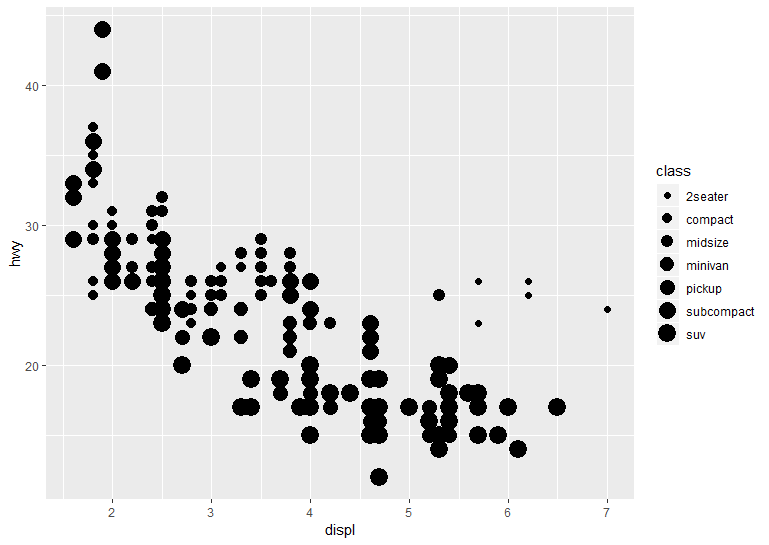 hwy
40
30
20
2
3
4
5
6
7
displ
class
2seater
compact
midsize
minivan
pickup
subcompact
suv